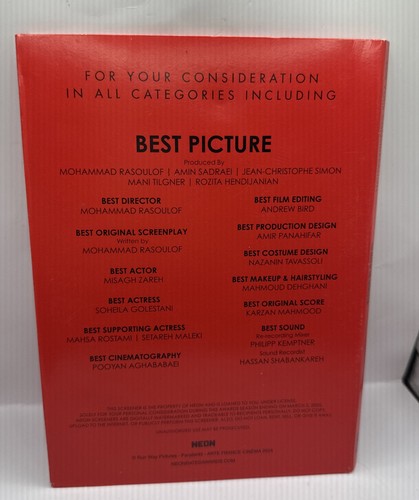 FOR YOUR CONSIDERATION
IN ALL CATEGORIES INCLUDING
BEST PICTURE
Produced By
MOHAMMAD RASOULOF | AMIN SADRAEI | JEAN-CHRISTOPHE SIMON
MANI TILGNER | ROZITA HENDIJANIAN
BEST DIRECTOR
MOHAMMAD RASOULOF
BEST ORIGINAL SCREENPLAY
Written by
MOHAMMAD RASOULOF
BEST ACTOR
MISAGH ZAREH
BEST ACTRESS
SOHEILA GOLESTANI
BEST SUPPORTING ACTRESS
MAHSA ROSTAMI | SETAREH MALEKI
BEST CINEMATOGRAPHY
POOYAN AGHABABAEI
BEST FILM EDITING
ANDREW BIRD
BEST PRODUCTION DESIGN
AMIR PANAHIFAR
BEST COSTUME DESIGN
NAZANIN TAVASSOLI
BEST MAKEUP & HAIRSTYLING
MAHMOUD DEHGHANI
BEST ORIGINAL SCORE
KARZAN MAHMOOD
BEST SOUND
Re-recording Mixer
PHILIPP KEMPTNER
Sound Recordist
HASSAN SHABANKAREH
NEON